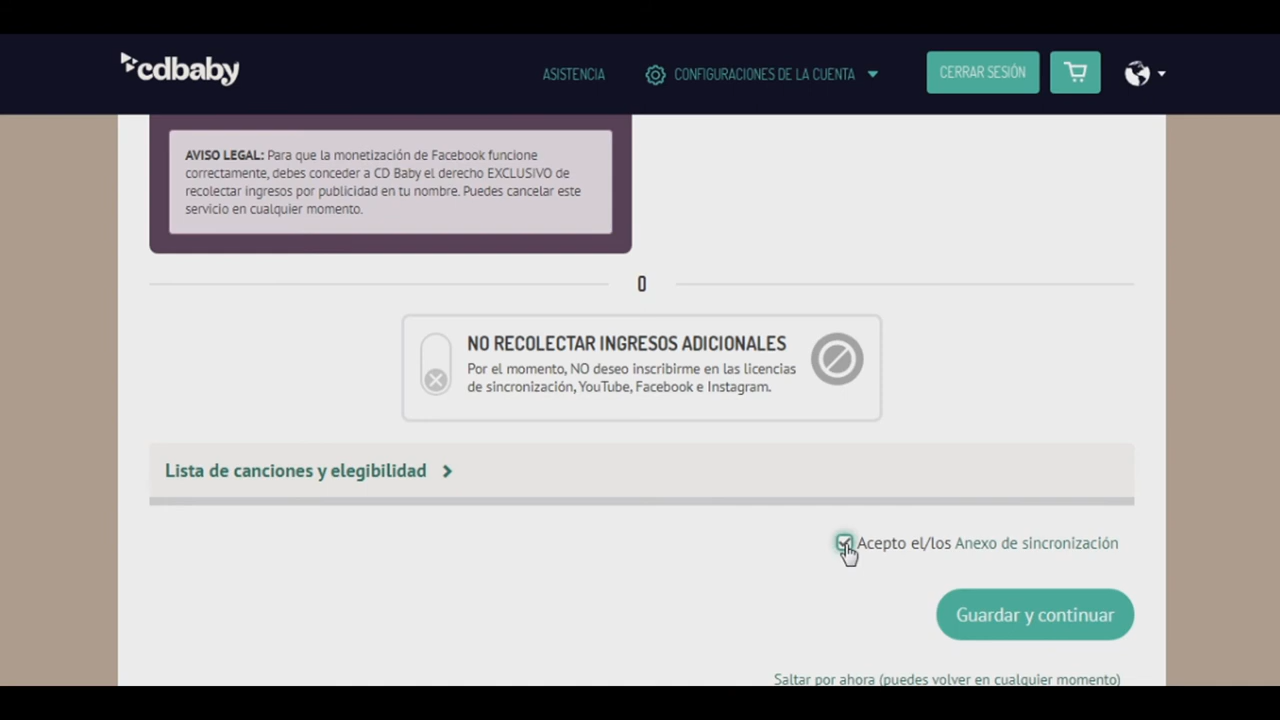 cdbaby
ASISTENCIA
CONFIGURACIONES DE LA CUENTA
CERRAR SESIÓN
AVISO LEGAL: Para que la monetización de Facebook funcione
correctamente, debes conceder a CD Baby el derecho EXCLUSIVO de
recolectar ingresos por publicidad en tu nombre. Puedes cancelar este
servicio en cualquier momento.
O
NO RECOLECTAR INGRESOS ADICIONALES
Por el momento, NO deseo inscribirme en las licencias
de sincronización, YouTube, Facebook e Instagram.
Lista de canciones y elegibilidad
Acepto el/los Anexo de sincronización
Guardar y continuar
Saltar por ahora (puedes volver en cualquier momento)